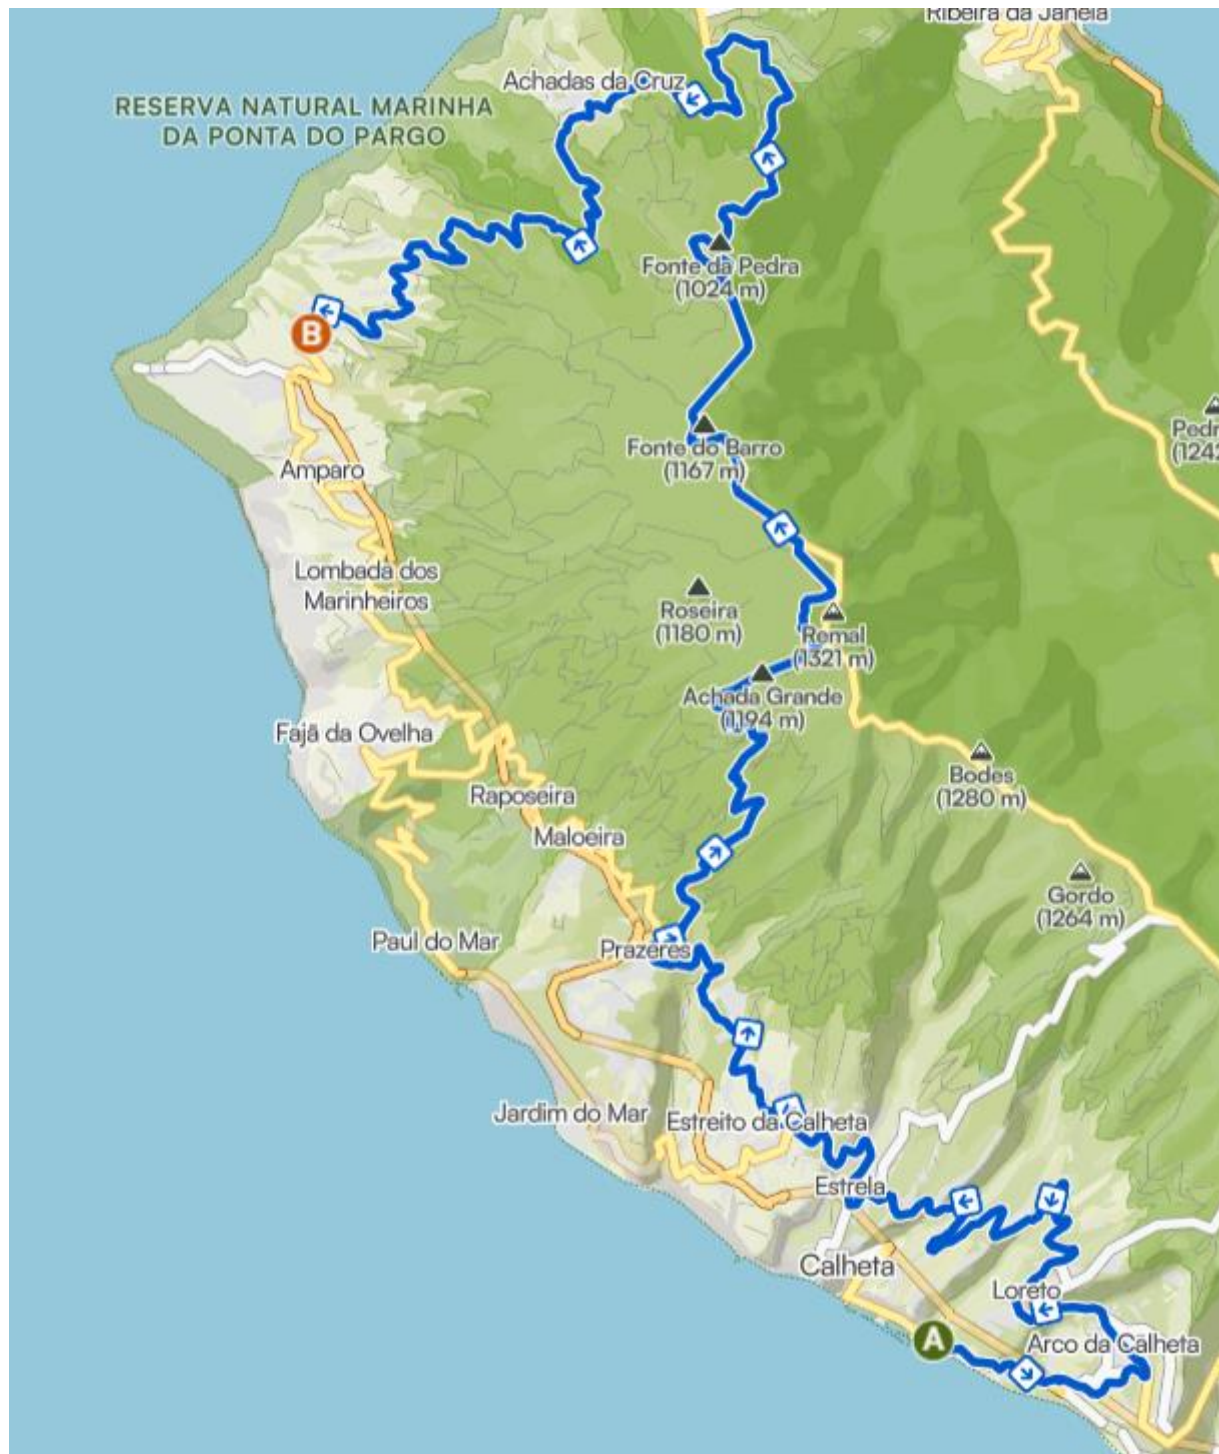 Ribeira da Janela
Achadas da Cruz
RESERVA NATURAL MARINHA
DA PONTA DO PARGO
Fonte da Pedra
(1024 m)
B
Pedr
(1242
Fonte do Barro
(1167 m)
Amparo
Lombada dos
Marinheiros
Roseira
(1180 m)
Remal
(1321 m)
Achada Grande
(1194 m)
Fajã da Ovelha
Bodes
(1280 m)
Raposeira
Maloeira
Gordo
(1264 m)
Paul do Mar
Prazeres
Jardim do Mar
Estreito da Calheta
Estrela
Calheta
Loreto
A
Arco da Calheta